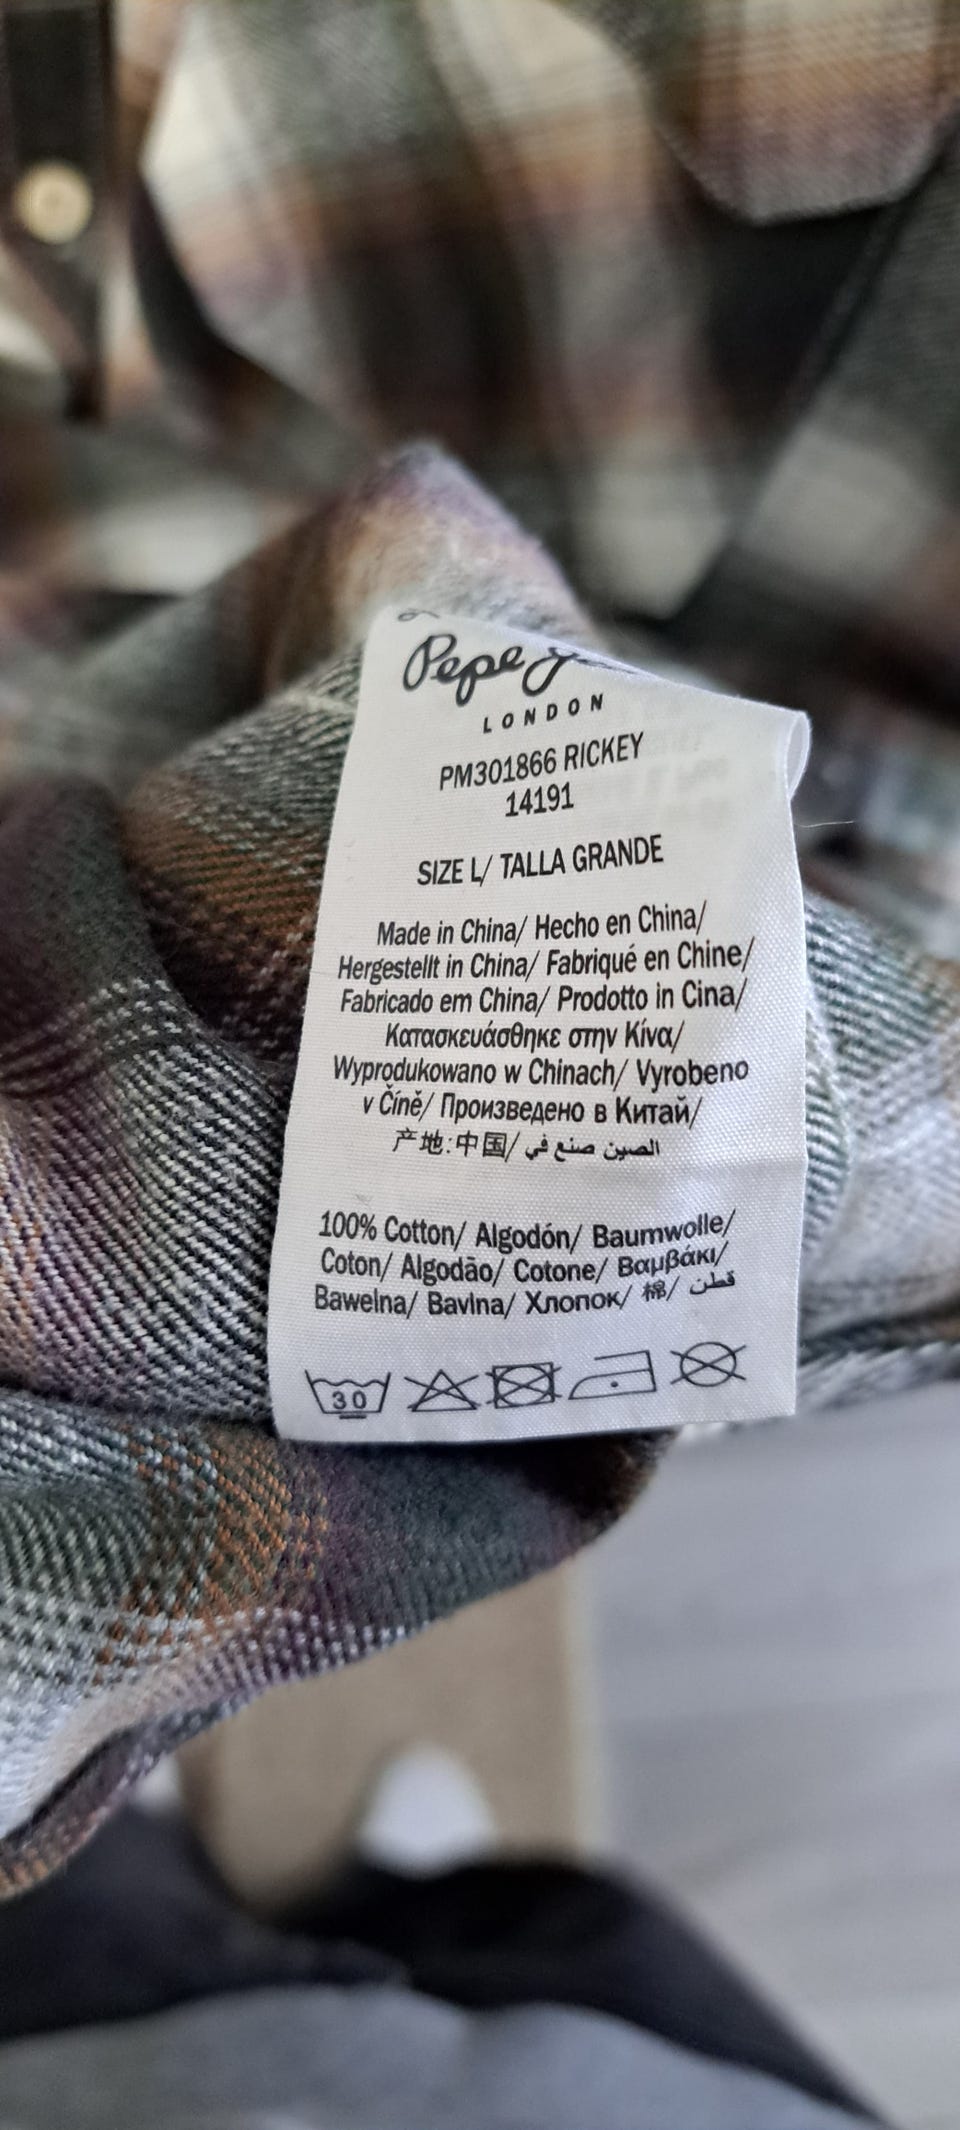 Pepe
LONDON
PM301866 RICKEY
14191
SIZE L/ TALLA GRANDE
Made in China/ Hecho en China/
Hergestellt in China/ Fabriqué en Chine/
Fabricado em China/ Prodotto in Cina/
Κατασκευάσθηκε στην Κίνα/
Wyprodukowano w Chinach/ Vyrobeno
v Číně/ Произведено в Китай/
产地:中国/ الصين صنع في
100% Cotton/ Algodón/ Baumwolle/
Coton/ Algodão/ Cotone/ Βαμβάκι/
Bawelna/ Bavlna/ Хлопок/ 棉/ قطن
30